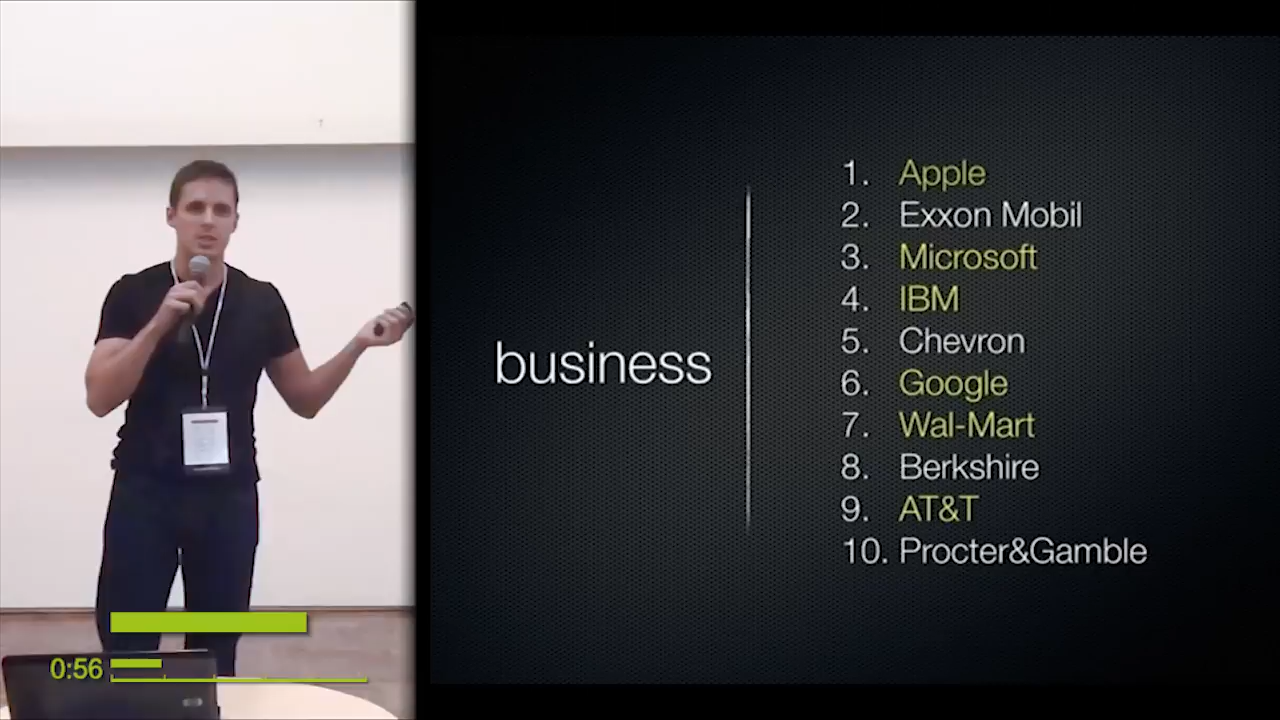 business
1. Apple
2. Exxon Mobil
3. Microsoft
4. IBM
5. Chevron
6. Google
7. Wal-Mart
8. Berkshire
9. AT&T
10. Procter&Gamble
0:56